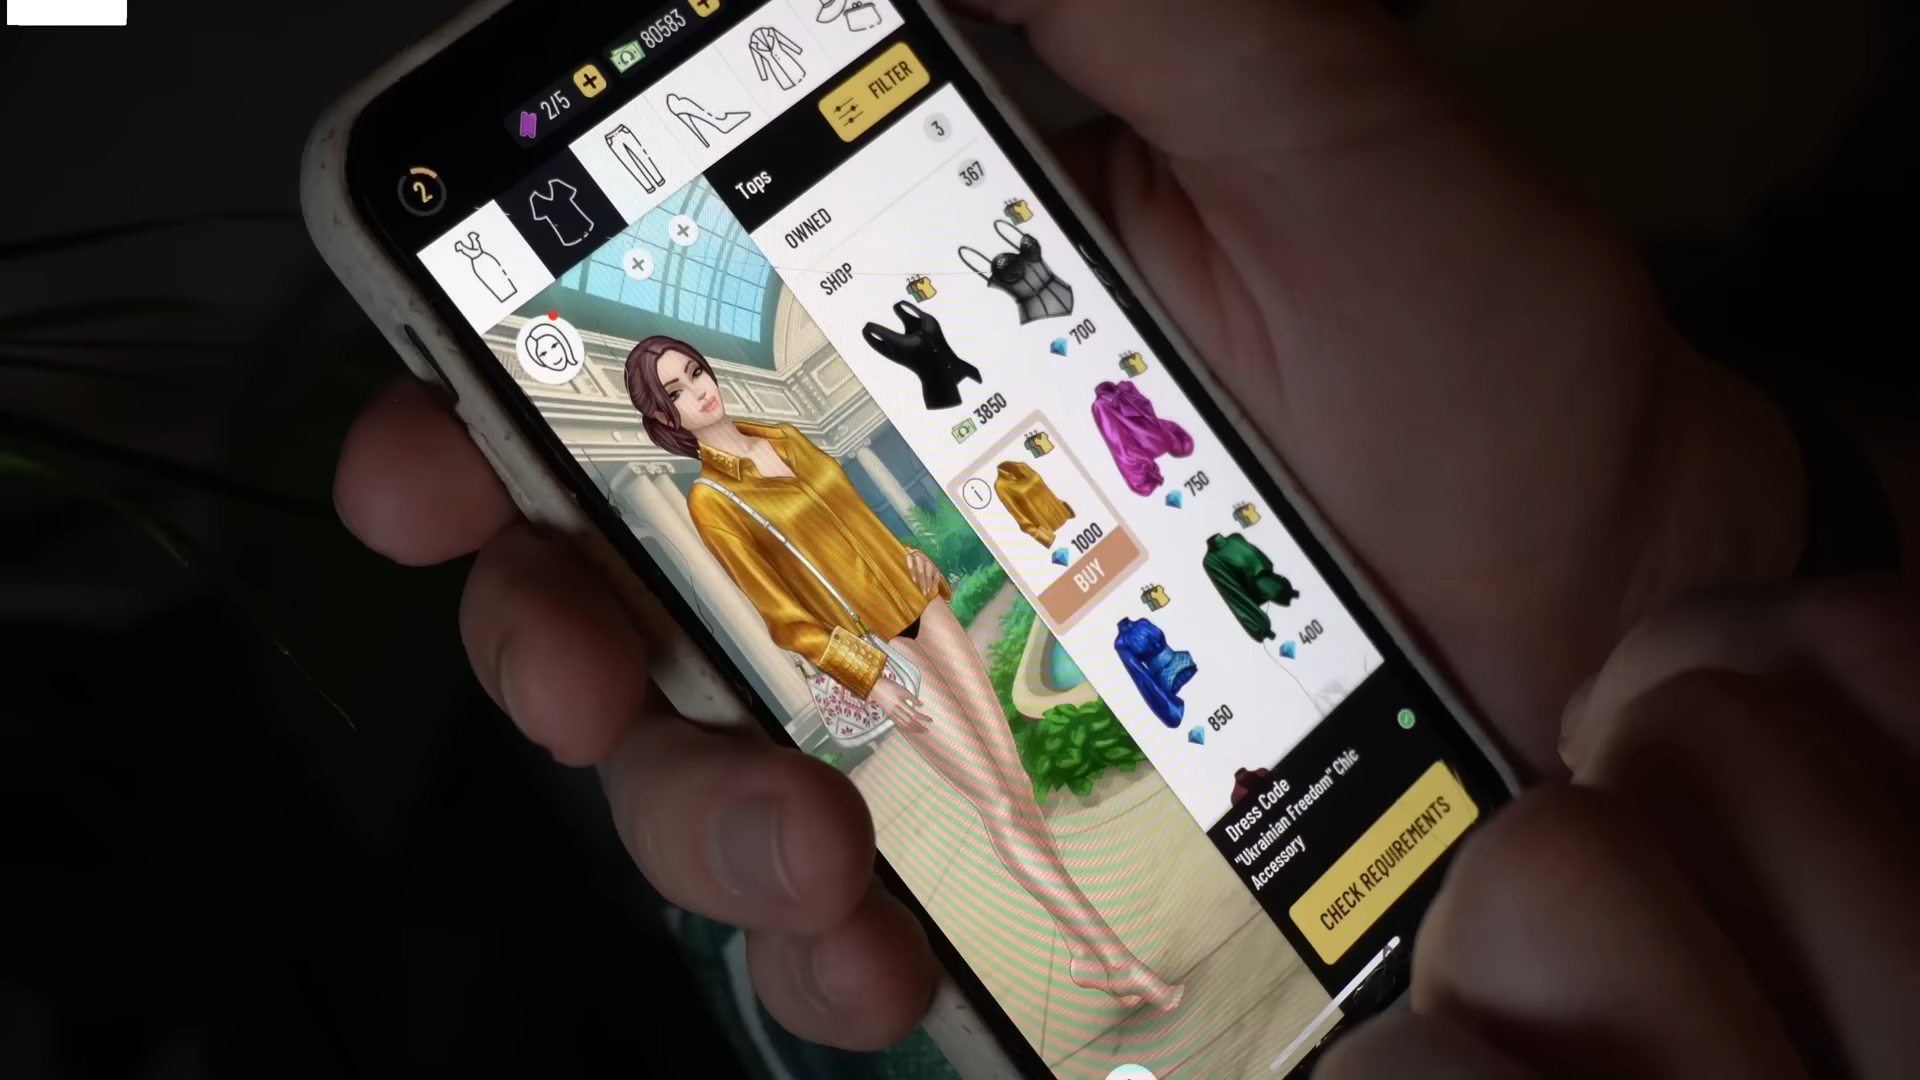 2/5
80583
2
FILTER
Tops
OWNED
3
SHOP
367
3850
700
1000
BUY
750
850
400
Dress Code
"Ukrainian Freedom" Chic
Accessory
CHECK REQUIREMENTS